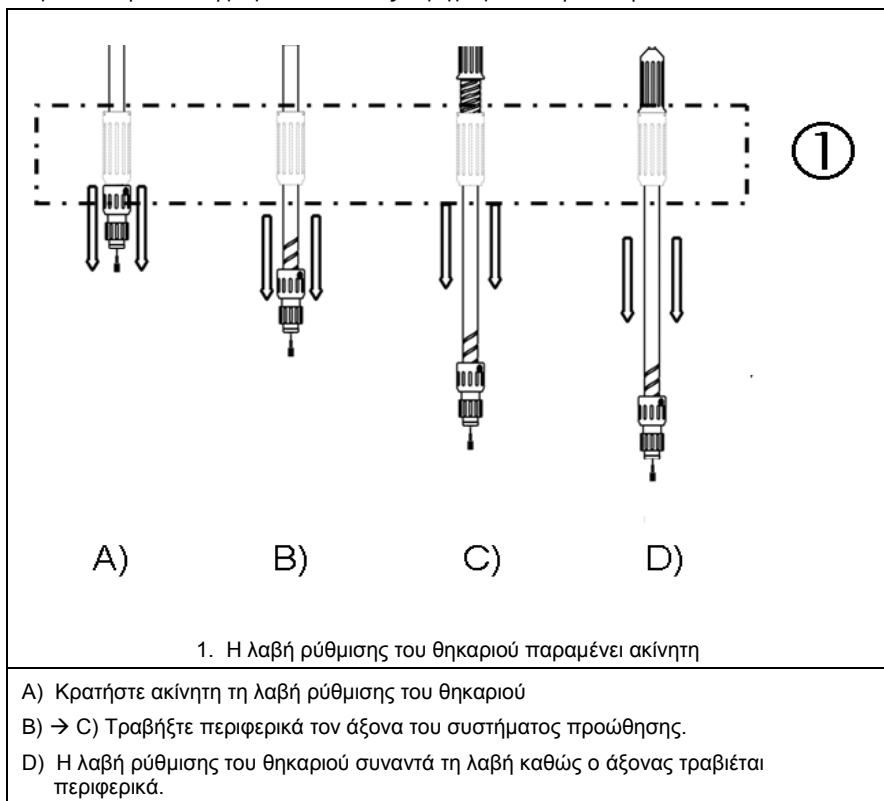 ①
A) B) C) D)
1. Η λαβή ρύθμισης του θηκαριού παραμένει ακίνητη
A) Κρατήστε ακίνητη τη λαβή ρύθμισης του θηκαριού
B) → C) Τραβήξτε περιφερικά τον άξονα του συστήματος προώθησης.
D) Η λαβή ρύθμισης του θηκαριού συναντά τη λαβή καθώς ο άξονας τραβιέται
περιφερικά.